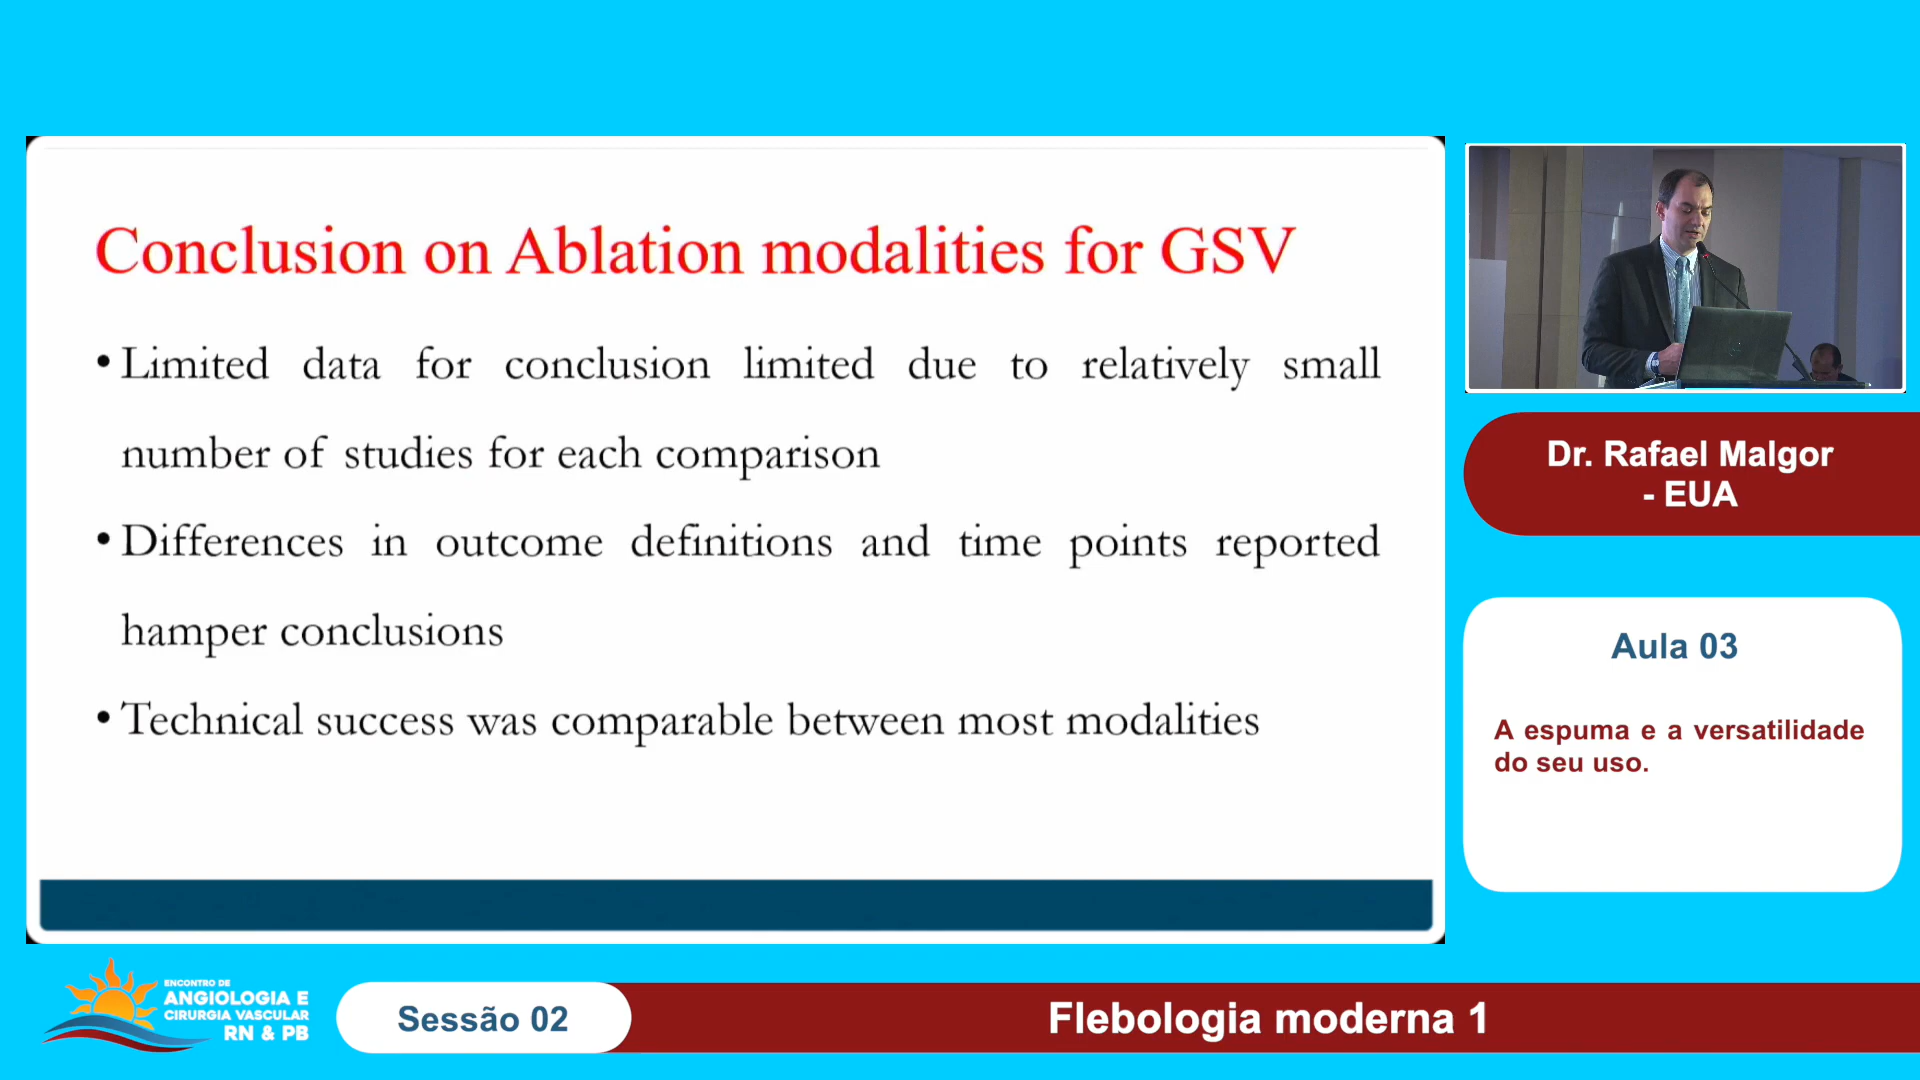 Conclusion on Ablation modalities for GSV
• Limited data for conclusion limited due to relatively small
number of studies for each comparison
• Differences in outcome definitions and time points reported
hamper conclusions
• Technical success was comparable between most modalities
Dr. Rafael Malgor
- EUA
Aula 03
A espuma e a versatilidade
do seu uso.
ENCONTRO DE
ANGIOLOGIA E
CIRURGIA VASCULAR
RN & PB
Sessão 02
Flebologia moderna 1